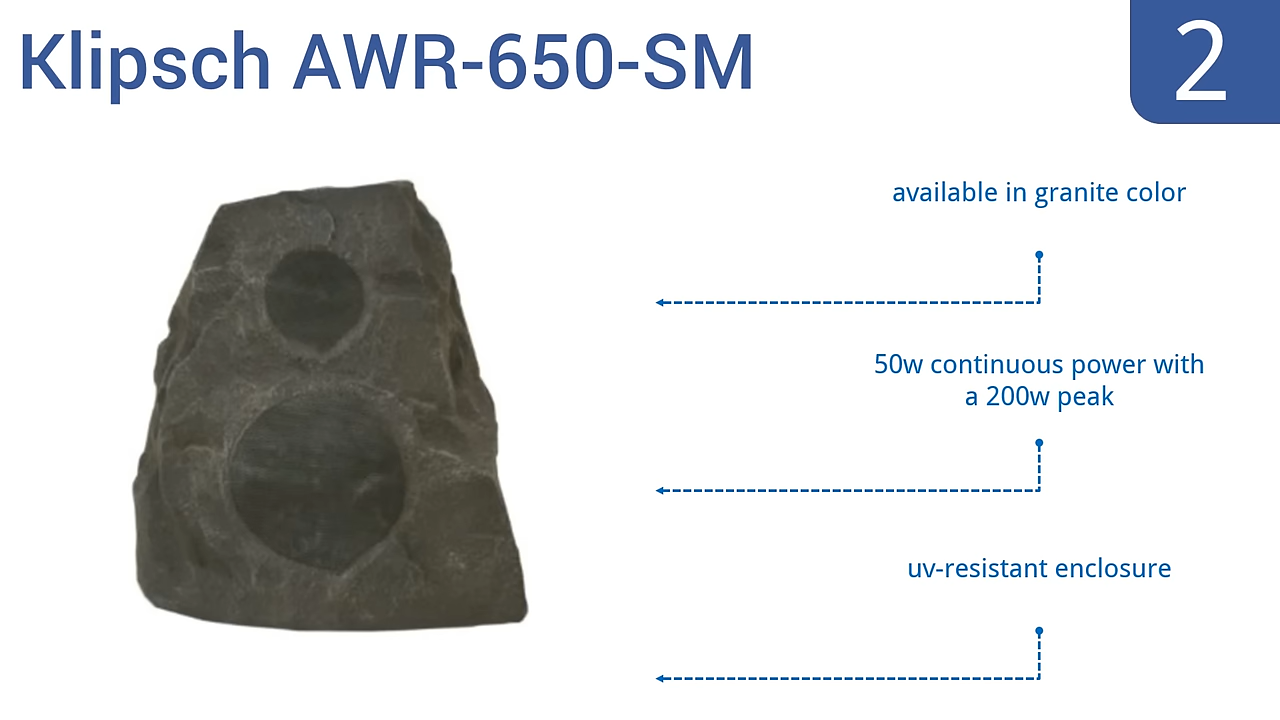 Klipsch AWR-650-SM
2
available in granite color
50w continuous power with
a 200w peak
uv-resistant enclosure